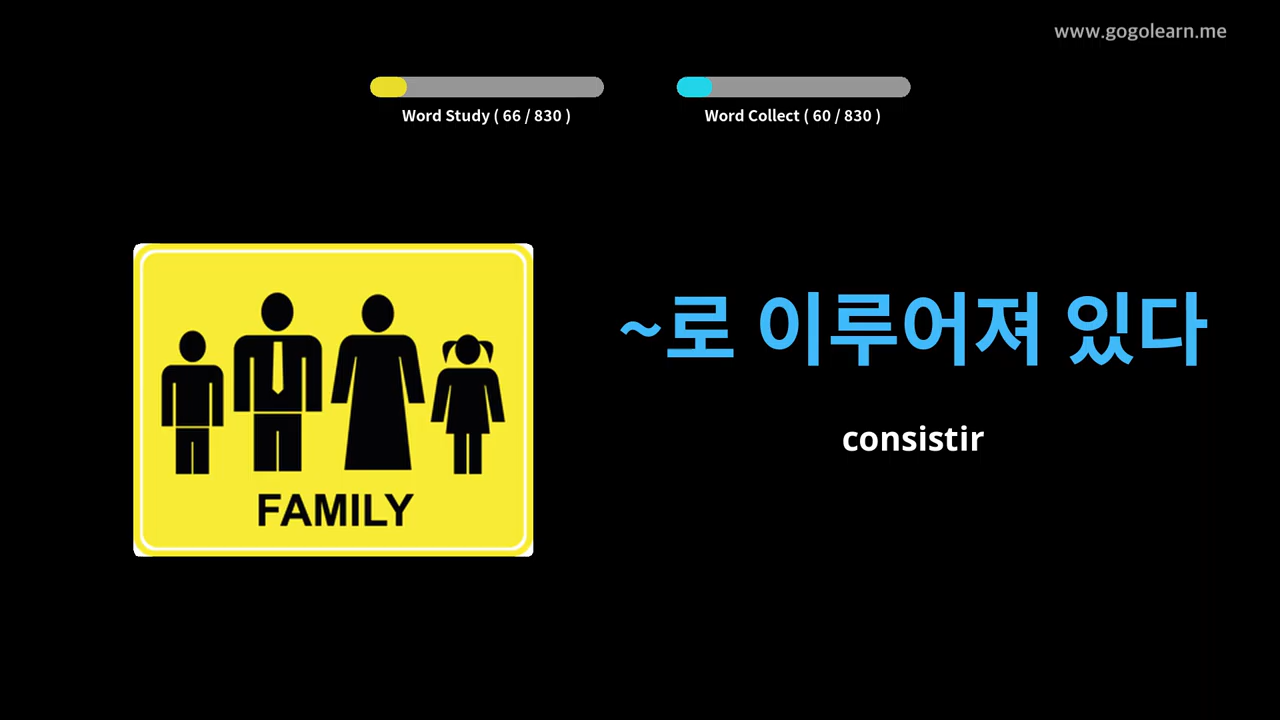 www.gogolearn.me
Word Study ( 66 / 830 )
Word Collect ( 60 / 830 )
FAMILY
~로 이루어져 있다
consistir